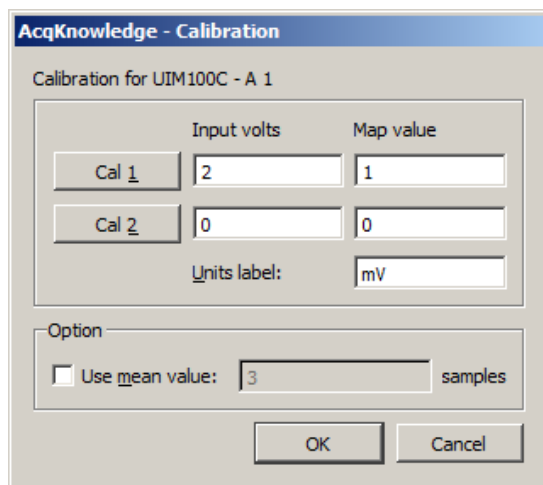 AcqKnowledge - Calibration
Calibration for UIM100C - A 1
Input volts Map value
Cal 1 2 1
Cal 2 0 0
Units label: mV
Option
Use mean value: 3 samples
OK Cancel